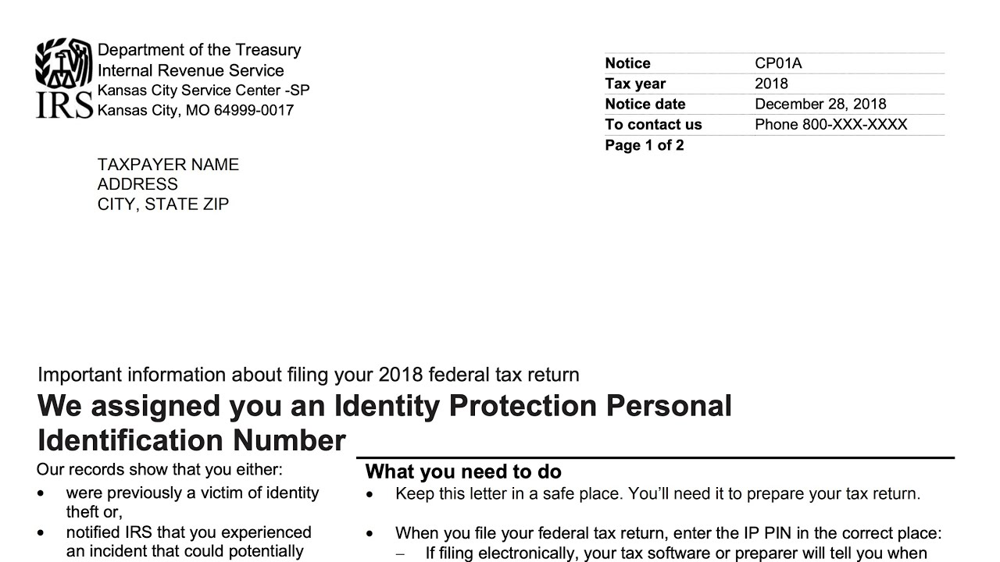 IRS
Department of the Treasury
Internal Revenue Service
Kansas City Service Center -SP
Kansas City, MO 64999-0017
Notice CP01A
Tax year 2018
Notice date December 28, 2018
To contact us Phone 800-XXX-XXXX
Page 1 of 2
TAXPAYER NAME
ADDRESS
CITY, STATE ZIP
Important information about filing your 2018 federal tax return
We assigned you an Identity Protection Personal
Identification Number
Our records show that you either:
• were previously a victim of identity
theft or,
• notified IRS that you experienced
an incident that could potentially
What you need to do
• Keep this letter in a safe place. You’ll need it to prepare your tax return.
• When you file your federal tax return, enter the IP PIN in the correct place:
– If filing electronically, your tax software or preparer will tell you when